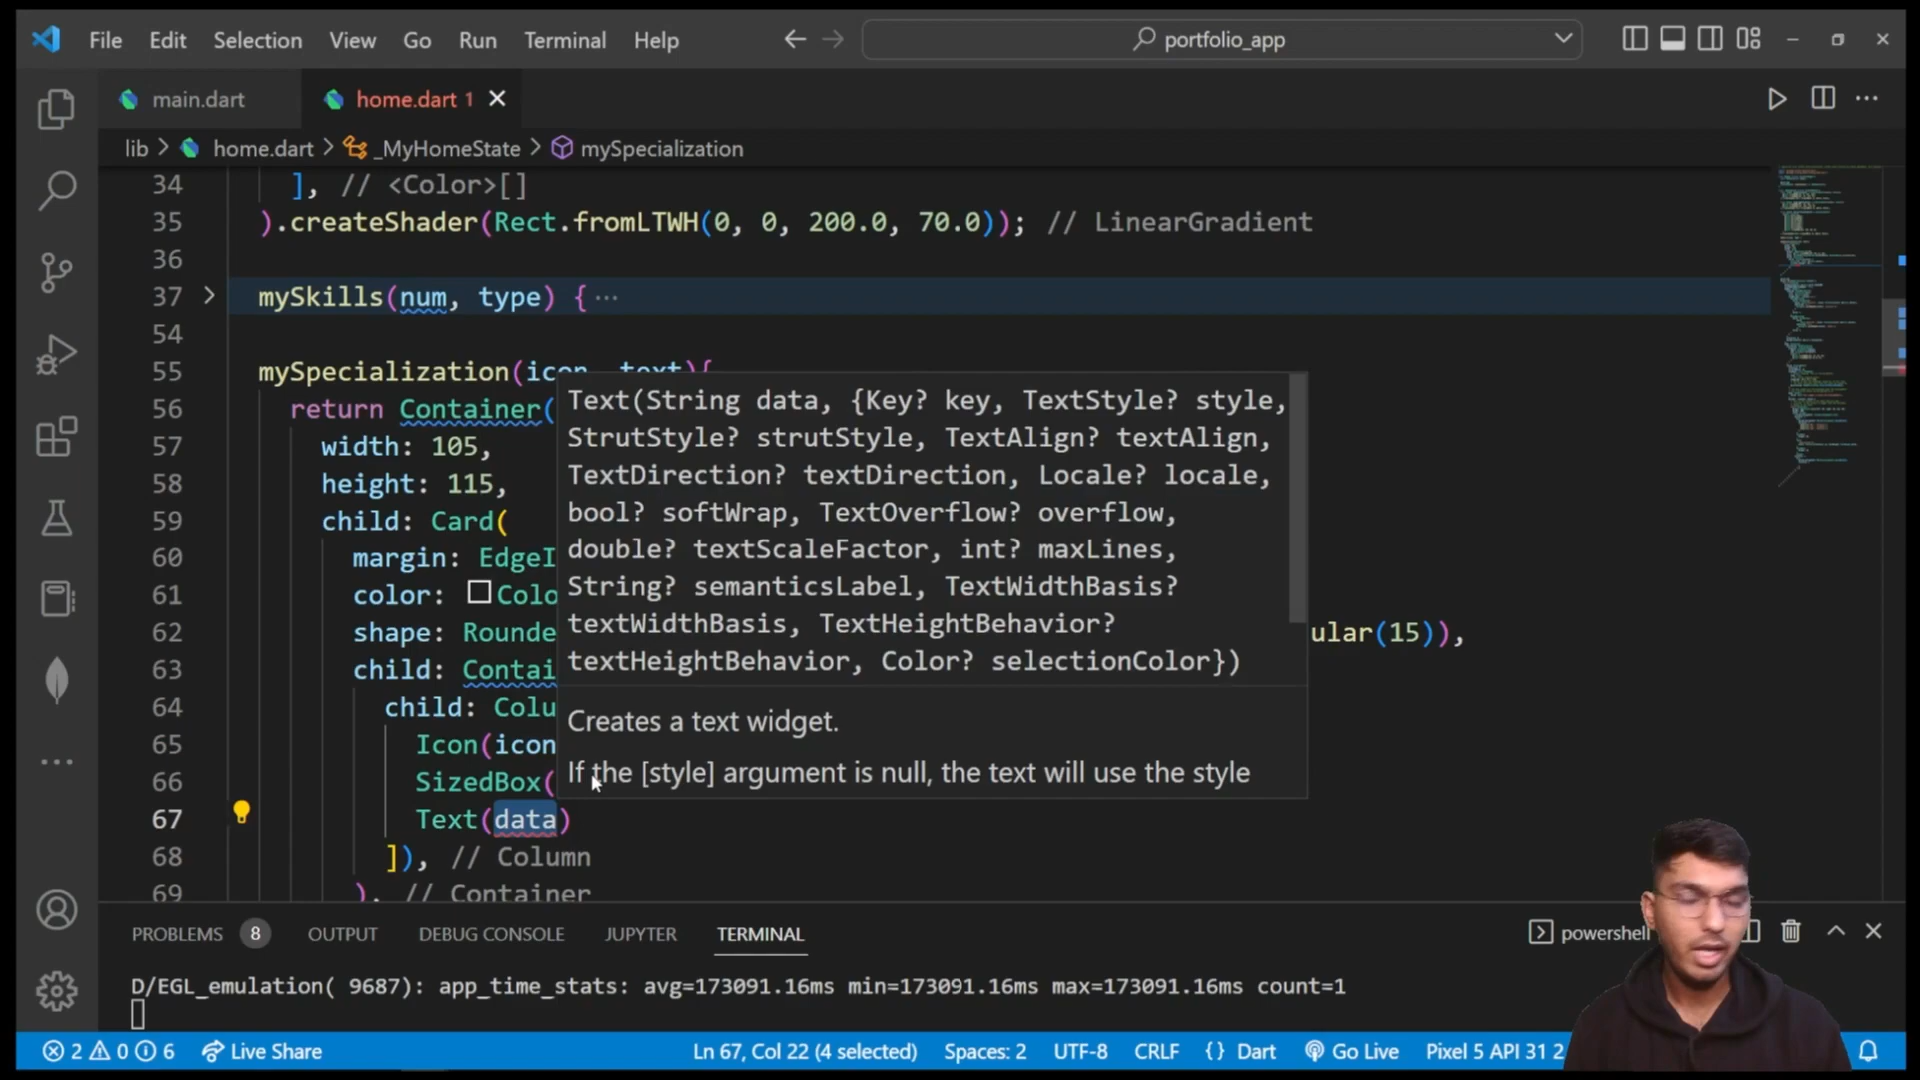 File Edit Selection View Go Run Terminal Help
portfolio_app
main.dart
home.dart 1
lib > home.dart > _MyHomeState > mySpecialization
34 ], // <Color>[]
35 ).createShader(Rect.fromLTWH(0, 0, 200.0, 70.0)); // LinearGradient
36
37 mySkills(num, type) { ...
54
55 mySpecialization(icon, text){
56 return Container(
57 width: 105,
58 height: 115,
59 child: Card(
60 margin: EdgeI
61 color: Colo
62 shape: Rounde
ular(15)),
63 child: Contai
64 child: Colu
65 Icon(icon
66 SizedBox(
67 Text(data)
68 ]), // Column
69 ), // Container
Text(String data, {Key? key, TextStyle? style,
StrutStyle? strutStyle, TextAlign? textAlign,
TextDirection? textDirection, Locale? locale,
bool? softWrap, TextOverflow? overflow,
double? textScaleFactor, int? maxLines,
String? semanticsLabel, TextWidthBasis?
textWidthBasis, TextHeightBehavior?
textHeightBehavior, Color? selectionColor})
Creates a text widget.
If the [style] argument is null, the text will use the style
PROBLEMS 8 OUTPUT DEBUG CONSOLE JUPYTER TERMINAL
powershell
D/EGL_emulation( 9687): app_time_stats: avg=173091.16ms min=173091.16ms max=173091.16ms count=1
2 0 6 Live Share
Ln 67, Col 22 (4 selected) Spaces: 2 UTF-8 CRLF {} Dart Go Live Pixel 5 API 31 2